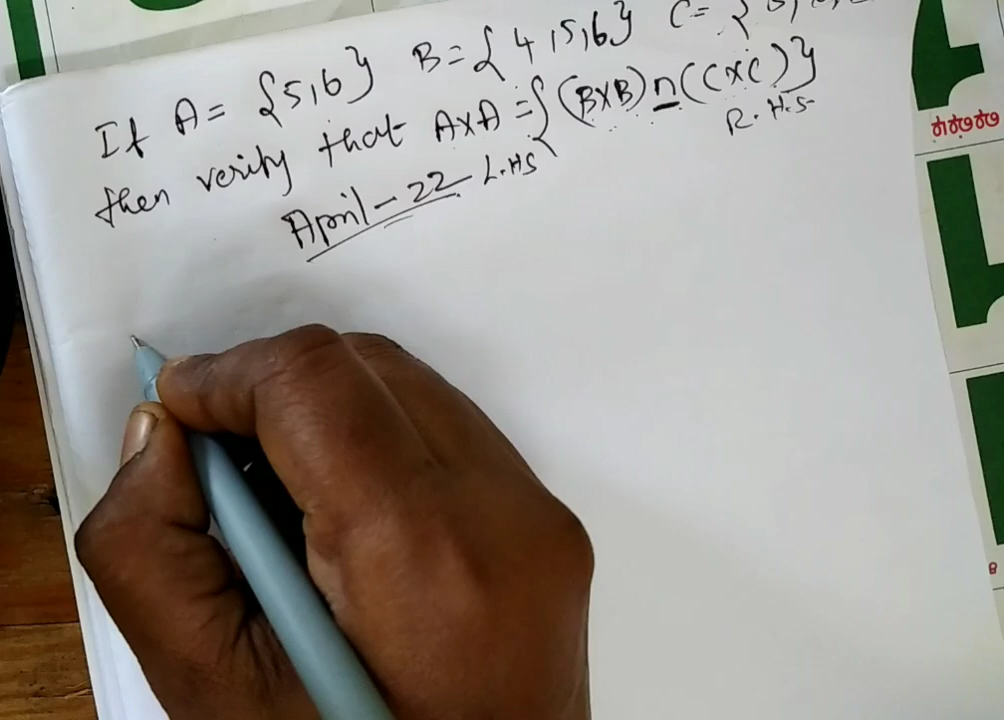 If A = {5,6} B = {4,5,6} C = {
then verify that A×A = {(B×B) ∩ (C×C)}
L.HS R.H.S
April - 22